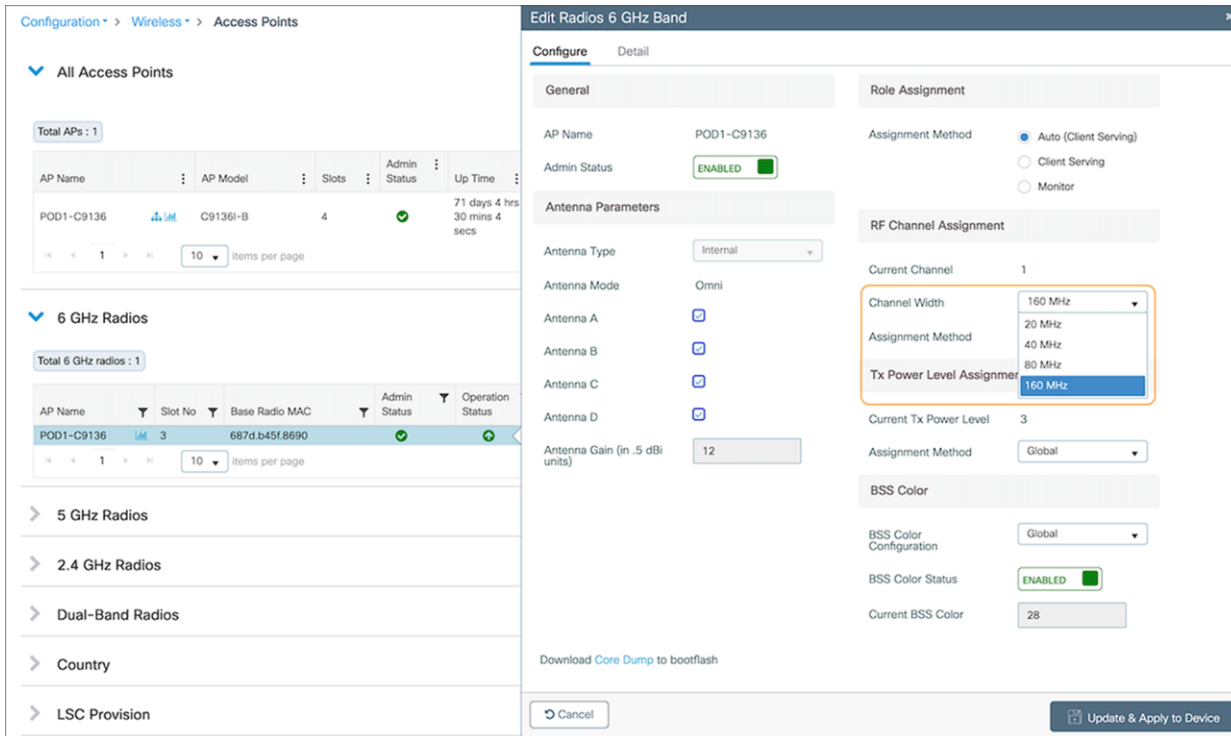 Configuration > Wireless > Access Points
All Access Points
Total APs : 1
AP Name AP Model Slots Admin Status Up Time
POD1-C9136 C9136I-B 4 71 days 4 hrs 30 mins 4 secs
1 10 items per page
6 GHz Radios
Total 6 GHz radios : 1
AP Name Slot No Base Radio MAC Admin Status Operation Status
POD1-C9136 3 687d.b45f.8690
1 10 items per page
5 GHz Radios
2.4 GHz Radios
Dual-Band Radios
Country
LSC Provision
Edit Radios 6 GHz Band
Configure Detail
General
AP Name POD1-C9136
Admin Status ENABLED
Antenna Parameters
Antenna Type Internal
Antenna Mode Omni
Antenna A
Antenna B
Antenna C
Antenna D
Antenna Gain (in .5 dBi units) 12
Download Core Dump to bootflash
Role Assignment
Assignment Method Auto (Client Serving)
Client Serving
Monitor
RF Channel Assignment
Current Channel 1
Channel Width 160 MHz
20 MHz
Assignment Method
40 MHz
80 MHz
Tx Power Level Assignmen
160 MHz
Current Tx Power Level 3
Assignment Method Global
BSS Color
BSS Color Configuration Global
BSS Color Status ENABLED
Current BSS Color 28
Cancel
Update & Apply to Device